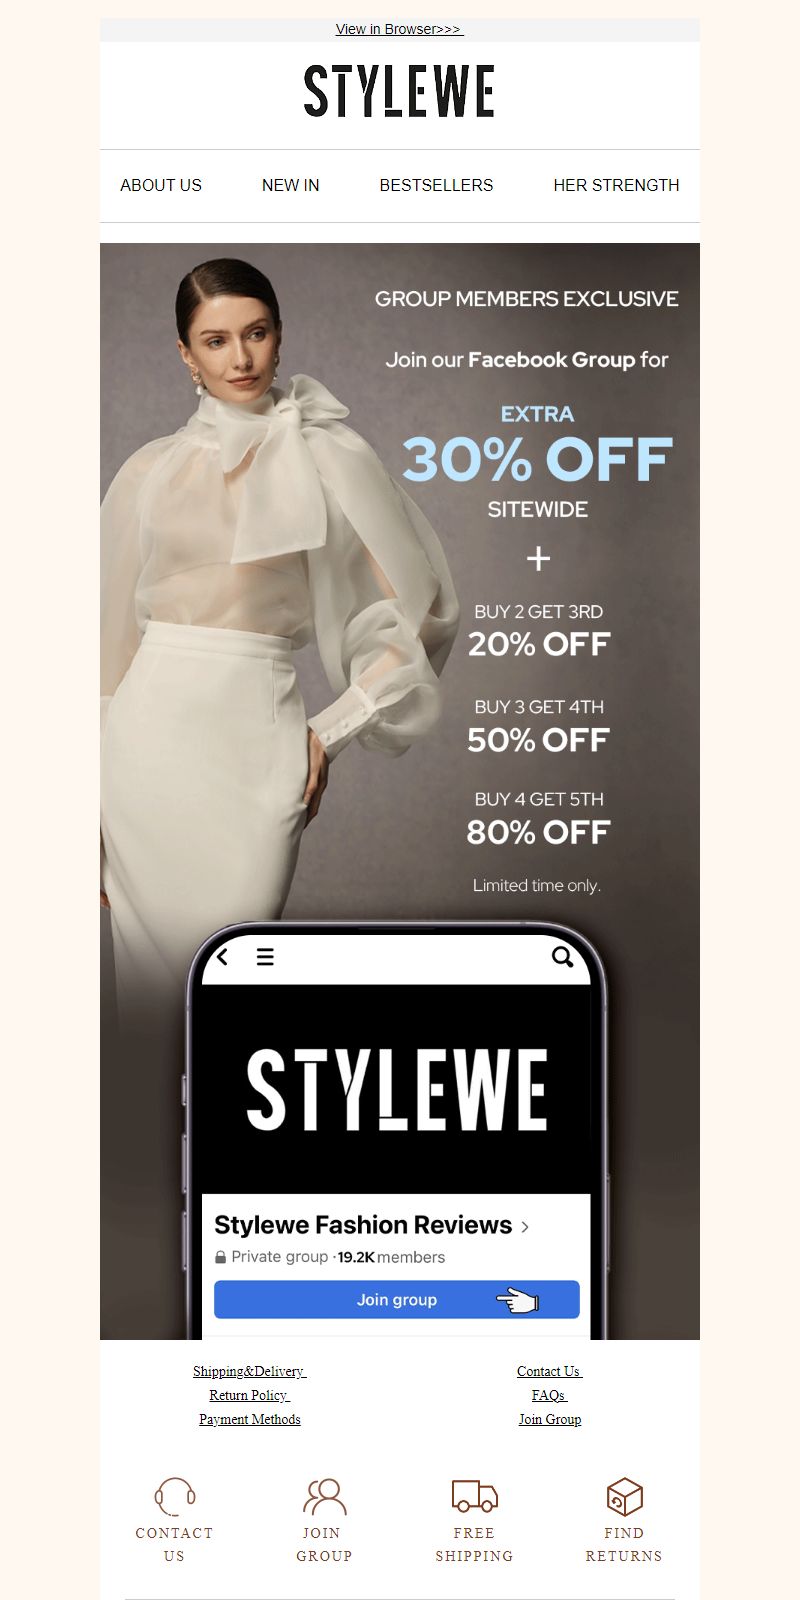 View in Browser>>>
STYLEWE
ABOUT US NEW IN BESTSELLERS HER STRENGTH
GROUP MEMBERS EXCLUSIVE
Join our Facebook Group for
EXTRA
30% OFF
SITEWIDE
+
BUY 2 GET 3RD
20% OFF
BUY 3 GET 4TH
50% OFF
BUY 4 GET 5TH
80% OFF
Limited time only.
STYLEWE
Stylewe Fashion Reviews >
Private group · 19.2K members
Join group
Shipping&Delivery Contact Us
Return Policy FAQs
Payment Methods Join Group
CONTACT JOIN FREE FIND
US GROUP SHIPPING RETURNS